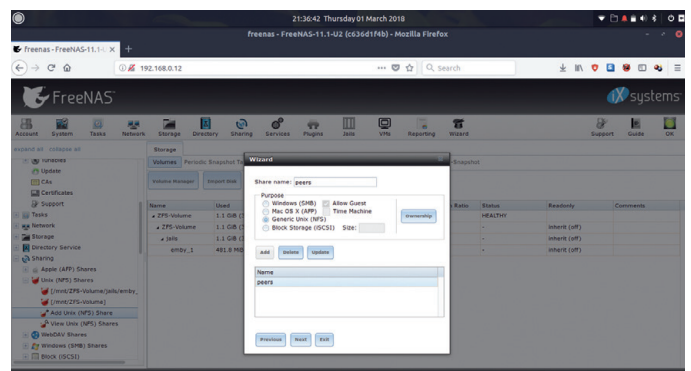 21:36:42 Thursday 01 March 2018
freenas - FreeNAS-11.1-U2 (c636d1f4b) - Mozilla Firefox
freenas - FreeNAS-11.1-U
192.168.0.12
Search
FreeNAS
iX systems
Account System Tasks Network Storage Directory Sharing Services Plugins Jails VMs Reporting Wizard Support Guide
expand all collapse all
Storage
Tunables
Update
CAs
Certificates
Support
Tasks
Network
Storage
Directory Service
Sharing
Apple (AFP) Shares
Unix (NFS) Shares
[/mnt/ZFS-Volume/jails/emby_
[/mnt/ZFS-Volume]
Add Unix (NFS) Share
View Unix (NFS) Shares
WebDAV Shares
Windows (SMB) Shares
Block (iSCSI)
Volumes Periodic Snapshot Ta
Snapshot
Volume Manager Import Disk
Name Used Ratio Status Readonly Comments
ZFS-Volume 1.1 GiB HEALTHY
ZFS-Volume 1.1 GiB - inherit (off)
jails 1.1 GiB - inherit (off)
emby_1 481.8 MiB - inherit (off)
Wizard
Share name: peers
Purpose
Windows (SMB) Allow Guest
Mac OS X (AFP) Time Machine
Generic Unix (NFS)
Block Storage (iSCSI) Size:
Ownership
Add Delete Update
Name
peers
Previous Next Exit